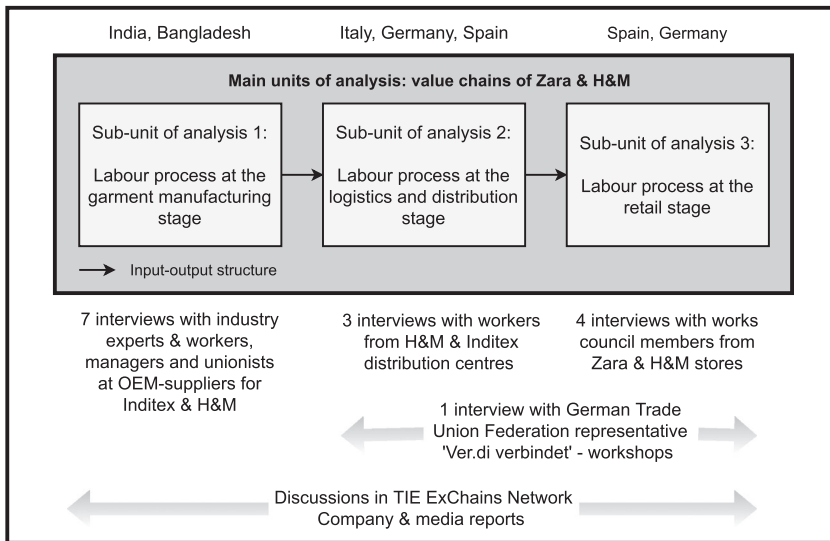 India, Bangladesh
Italy, Germany, Spain
Spain, Germany
Main units of analysis: value chains of Zara & H&M
Sub-unit of analysis 1:
Labour process at the
garment manufacturing
stage
Sub-unit of analysis 2:
Labour process at the
logistics and distribution
stage
Sub-unit of analysis 3:
Labour process at the
retail stage
Input-output structure
7 interviews with industry
experts & workers,
managers and unionists
at OEM-suppliers for
Inditex & H&M
3 interviews with workers
from H&M & Inditex
distribution centres
4 interviews with works
council members from
Zara & H&M stores
1 interview with German Trade
Union Federation representative
'Ver.di verbindet' - workshops
Discussions in TIE ExChains Network
Company & media reports